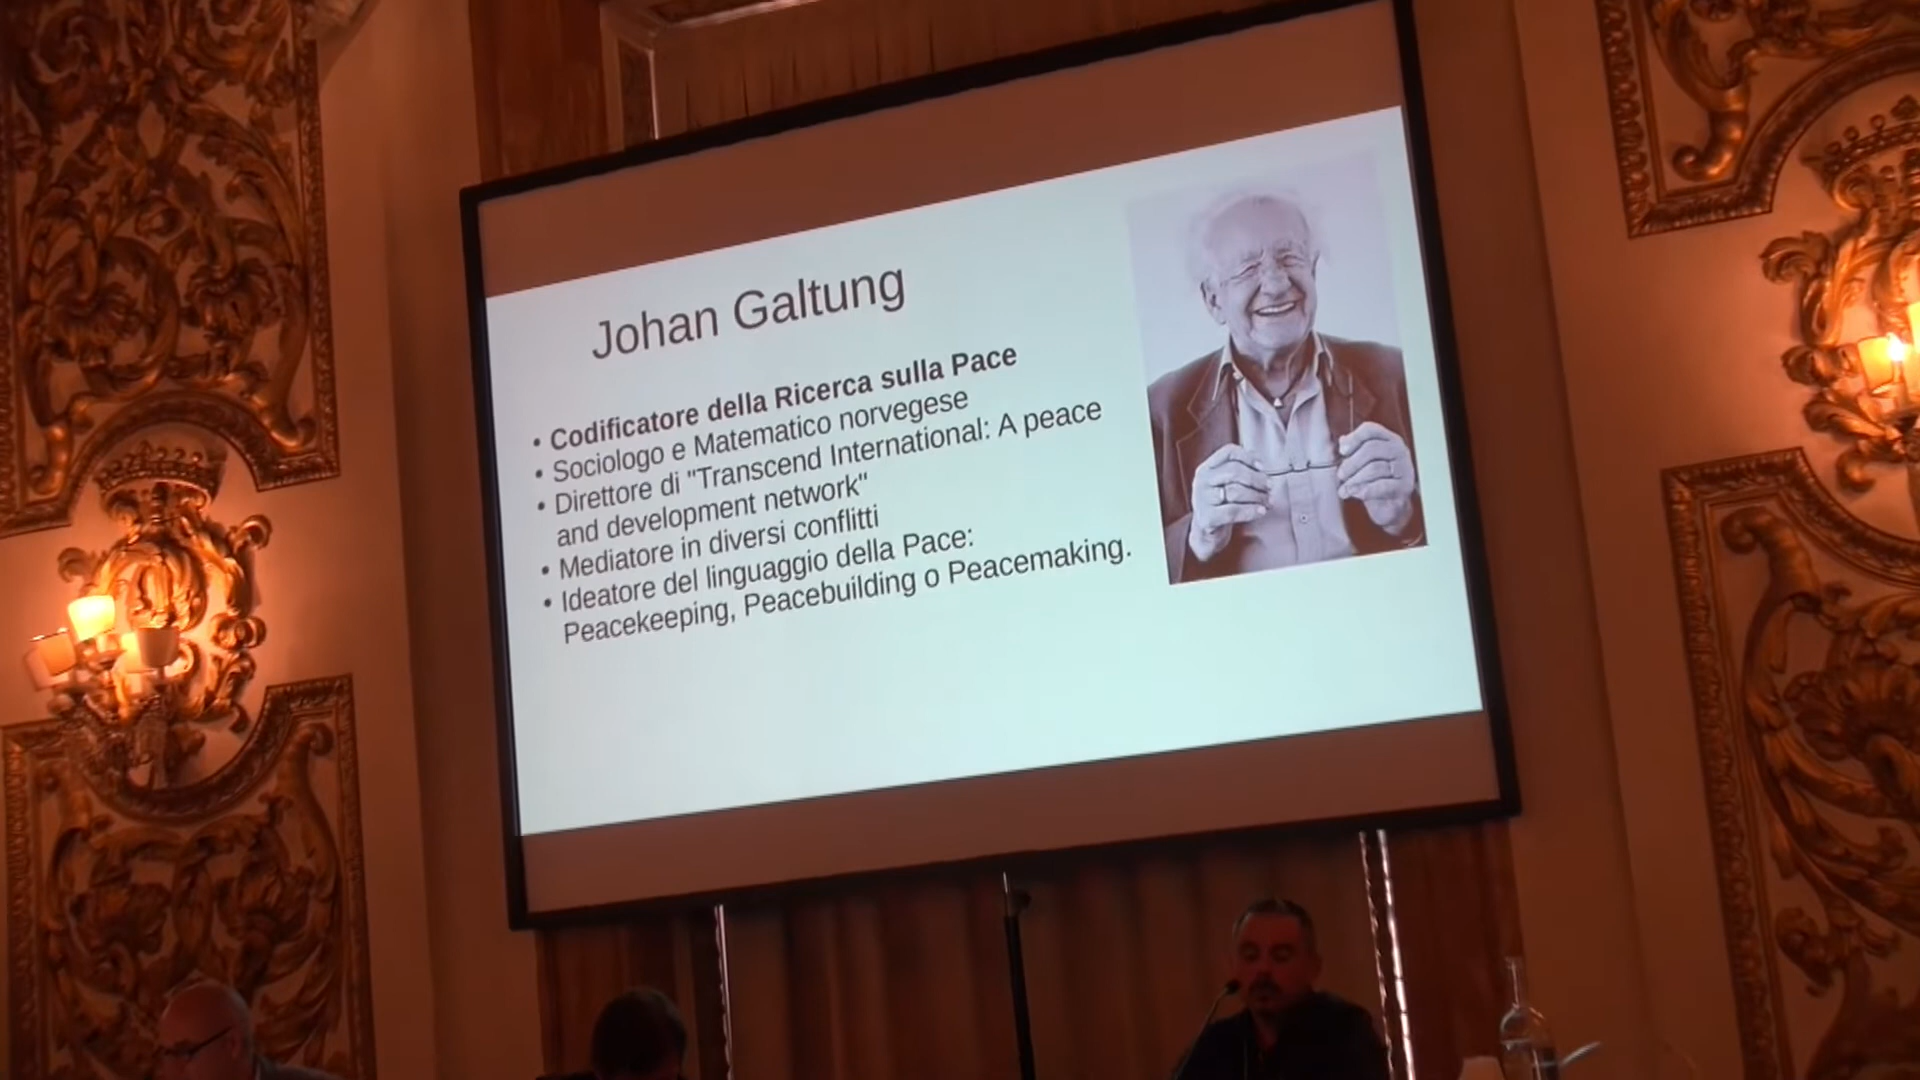 Johan Galtung
• Codificatore della Ricerca sulla Pace
• Sociologo e Matematico norvegese
• Direttore di "Transcend International: A peace
and development network"
• Mediatore in diversi conflitti
• Ideatore del linguaggio della Pace:
Peacekeeping, Peacebuilding o Peacemaking.